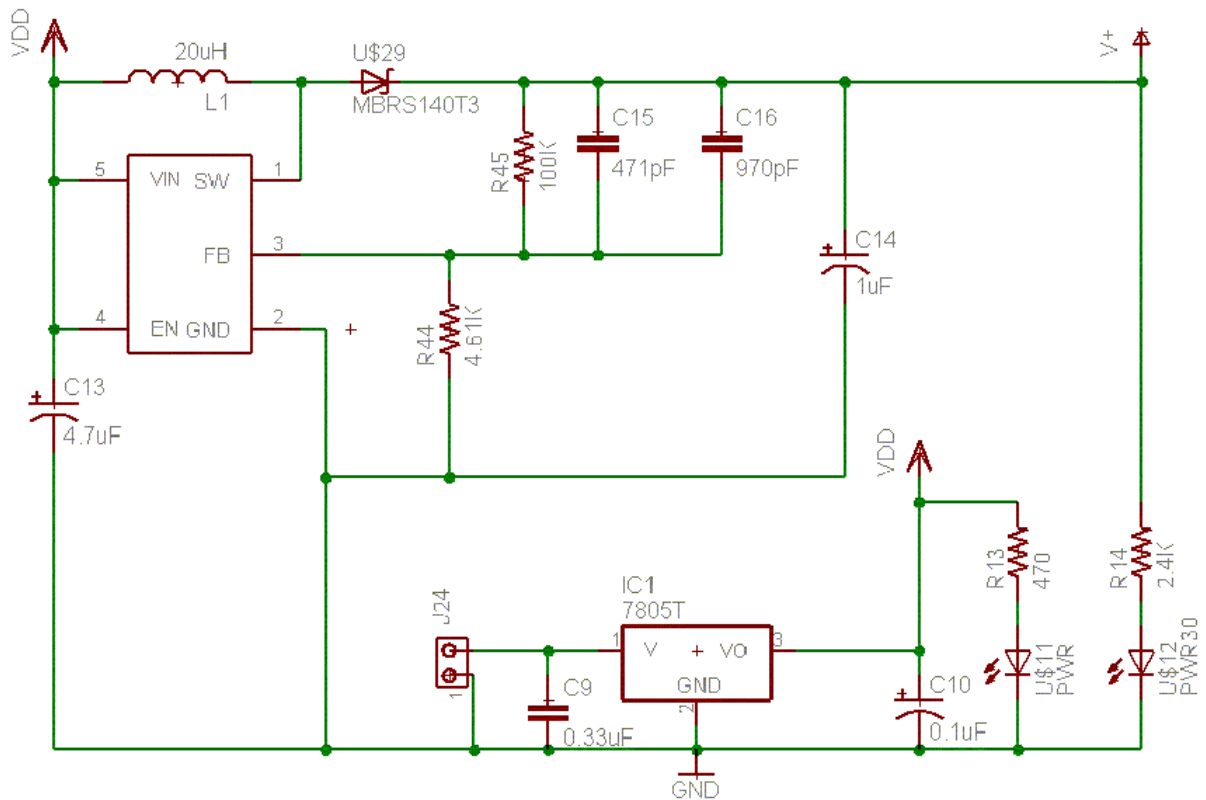 VDD
20uH
L1
U$29
MBRS140T3
V+
R45
100K
C15
471pF
C16
970pF
5
VIN
SW
1
FB
3
4
EN
GND
2
C14
1uF
R44
4.61K
C13
4.7uF
VDD
R13
470
R14
2.4K
IC1
7805T
J24
1
1
V
VO
3
GND
2
C9
0.33uF
C10
0.1uF
U$11
PWR
U$12
PWR30
GND